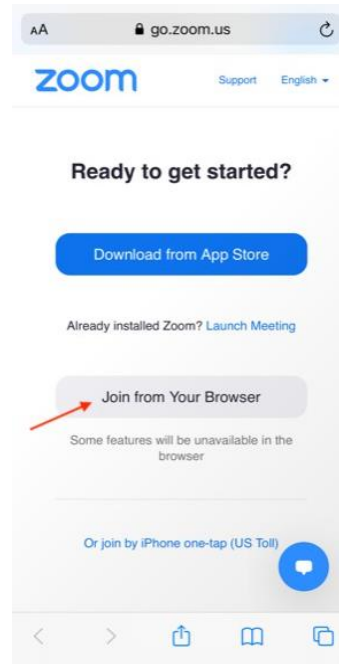 AA go.zoom.us
zoom Support English
Ready to get started?
Download from App Store
Already installed Zoom? Launch Meeting
Join from Your Browser
Some features will be unavailable in the
browser
Or join by iPhone one-tap (US Toll)